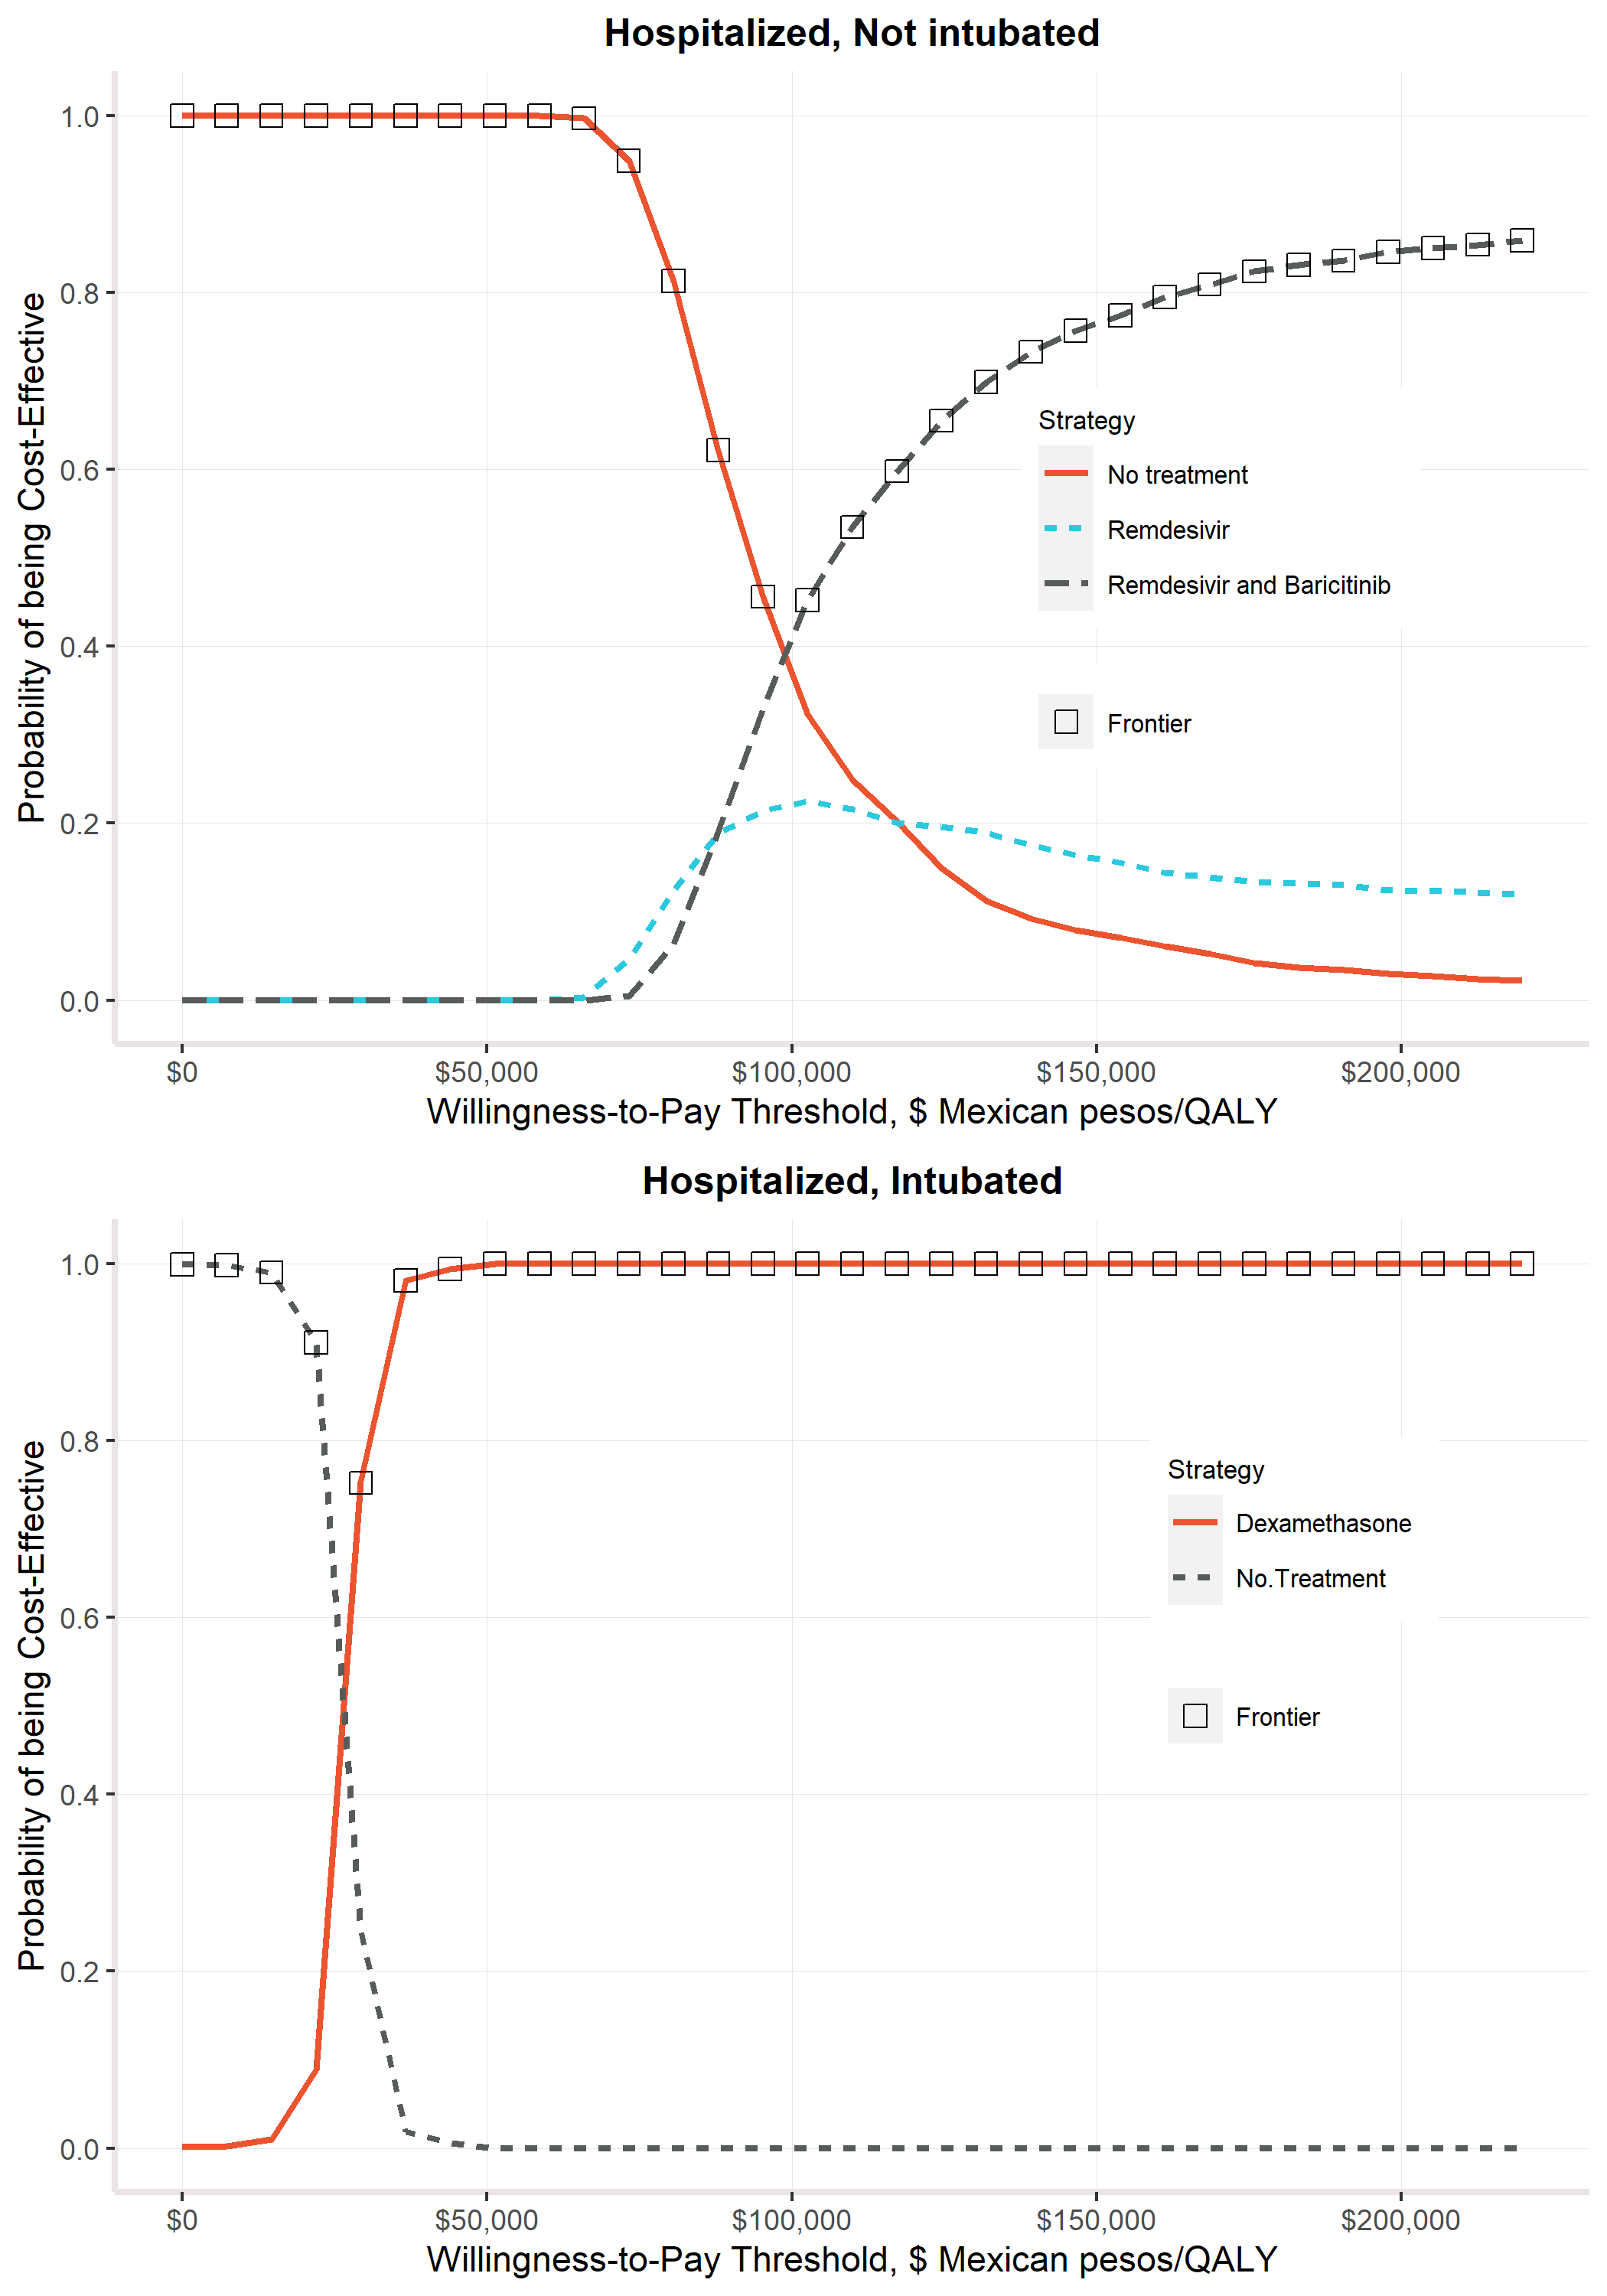 Hospitalized, Not intubated
Probability of being Cost-Effective
1.0
0.8
0.6
0.4
0.2
0.0
Strategy
No treatment
Remdesivir
Remdesivir and Baricitinib
Frontier
$0 $50,000 $100,000 $150,000 $200,000
Willingness-to-Pay Threshold, $ Mexican pesos/QALY
Hospitalized, Intubated
Probability of being Cost-Effective
1.0
0.8
0.6
0.4
0.2
0.0
Strategy
Dexamethasone
No.Treatment
Frontier
$0 $50,000 $100,000 $150,000 $200,000
Willingness-to-Pay Threshold, $ Mexican pesos/QALY